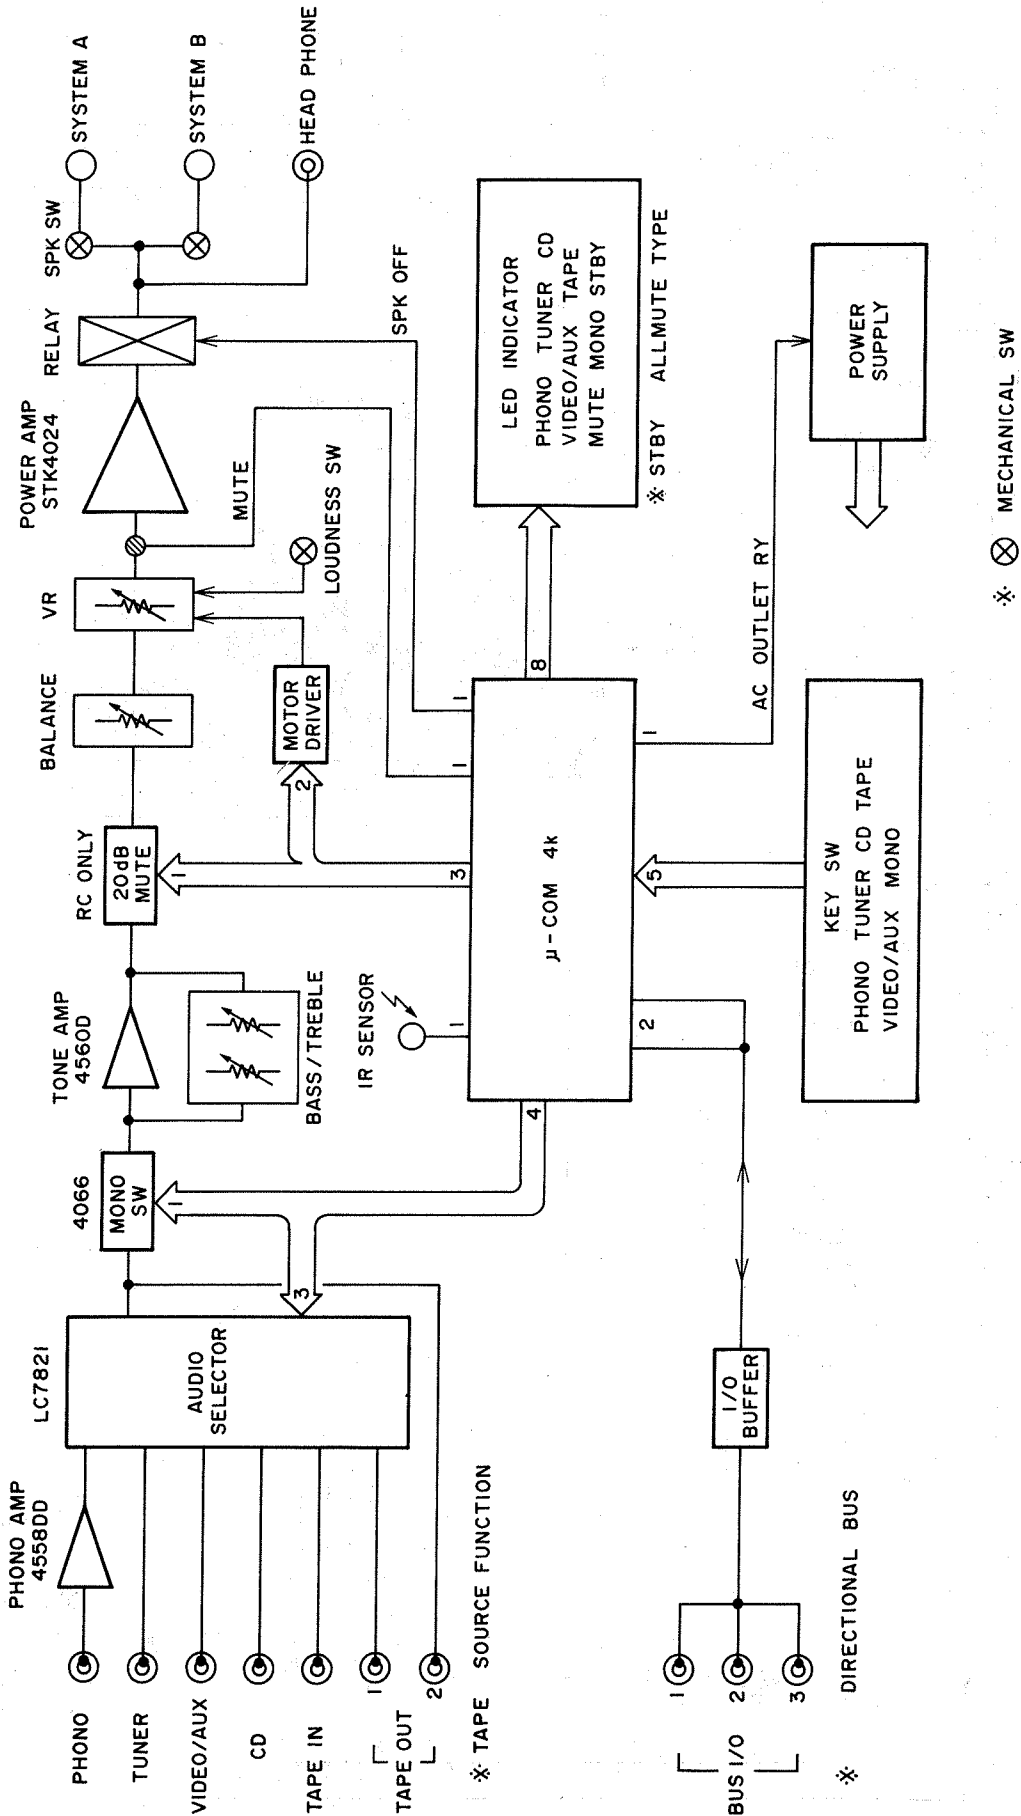 PHONO AMP
4558DD
LC7821
4066
TONE AMP
4560D
RC ONLY
BALANCE
VR
POWER AMP
STK4024
RELAY
SPK SW
SYSTEM A
SYSTEM B
HEAD PHONE
PHONO
TUNER
VIDEO/AUX
CD
TAPE IN
TAPE OUT
1
2
AUDIO
SELECTOR
MONO
SW
1
3
4
BASS/TREBLE
20dB
MUTE
1
2
3
MOTOR
DRIVER
LOUDNESS SW
MUTE
SPK OFF
IR SENSOR
1
1
1
μ-COM 4k
8
LED INDICATOR
PHONO TUNER CD
VIDEO/AUX TAPE
MUTE MONO STBY
※ STBY ALLMUTE TYPE
※ TAPE SOURCE FUNCTION
2
5
1
AC OUTLET RY
POWER
SUPPLY
KEY SW
PHONO TUNER CD TAPE
VIDEO/AUX MONO
I/O
BUFFER
BUS I/O
1
2
3
※ DIRECTIONAL BUS
※ ⊗ MECHANICAL SW